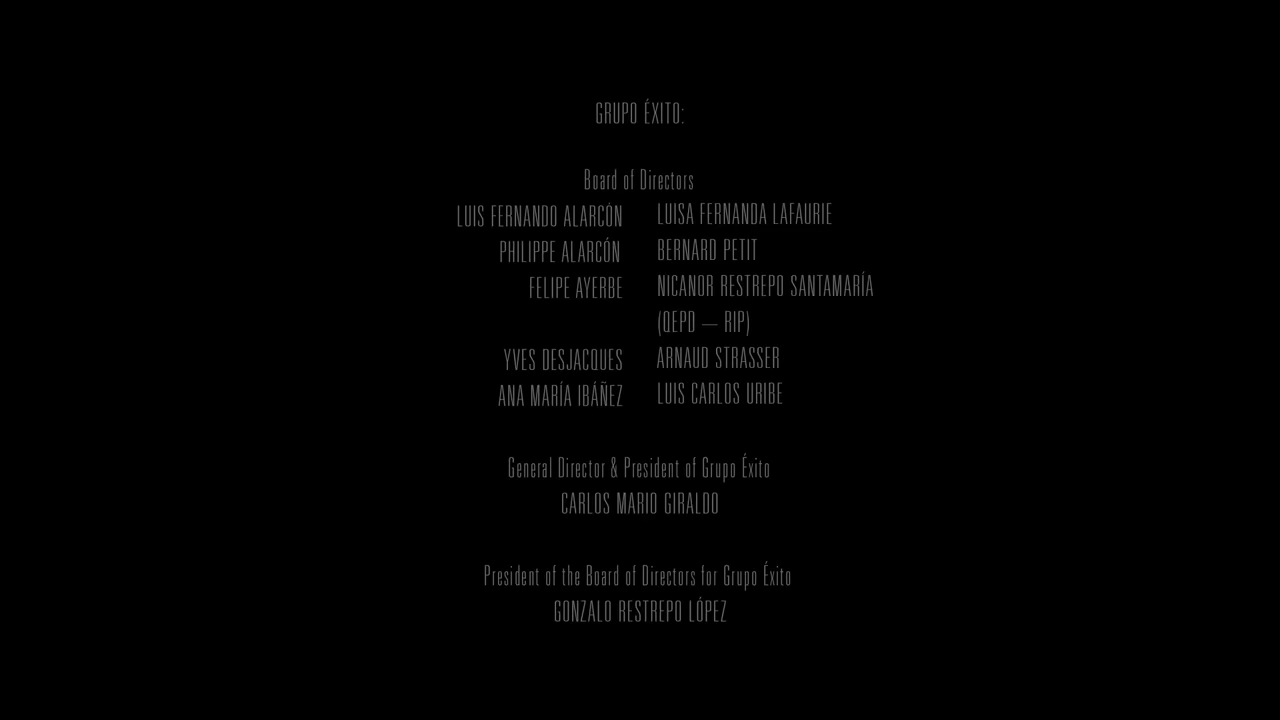 GRUPO ÉXITO:
Board of Directors
LUIS FERNANDO ALARCÓN LUISA FERNANDA LAFAURIE
PHILIPPE ALARCÓN BERNARD PETIT
FELIPE AYERBE NICANOR RESTREPO SANTAMARÍA
(QEPD — RIP)
YVES DESJACQUES ARNAUD STRASSER
ANA MARÍA IBÁÑEZ LUIS CARLOS URIBE
General Director & President of Grupo Éxito
CARLOS MARIO GIRALDO
President of the Board of Directors for Grupo Éxito
GONZALO RESTREPO LÓPEZ